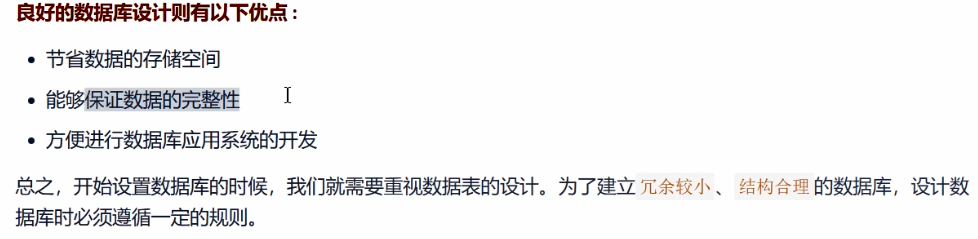 良好的数据库设计则有以下优点：
• 节省数据的存储空间
• 能够保证数据的完整性
• 方便进行数据库应用系统的开发
总之，开始设置数据库的时候，我们就需要重视数据表的设计。为了建立 冗余较小 、 结构合理 的数据库，设计数
据库时必须遵循一定的规则。